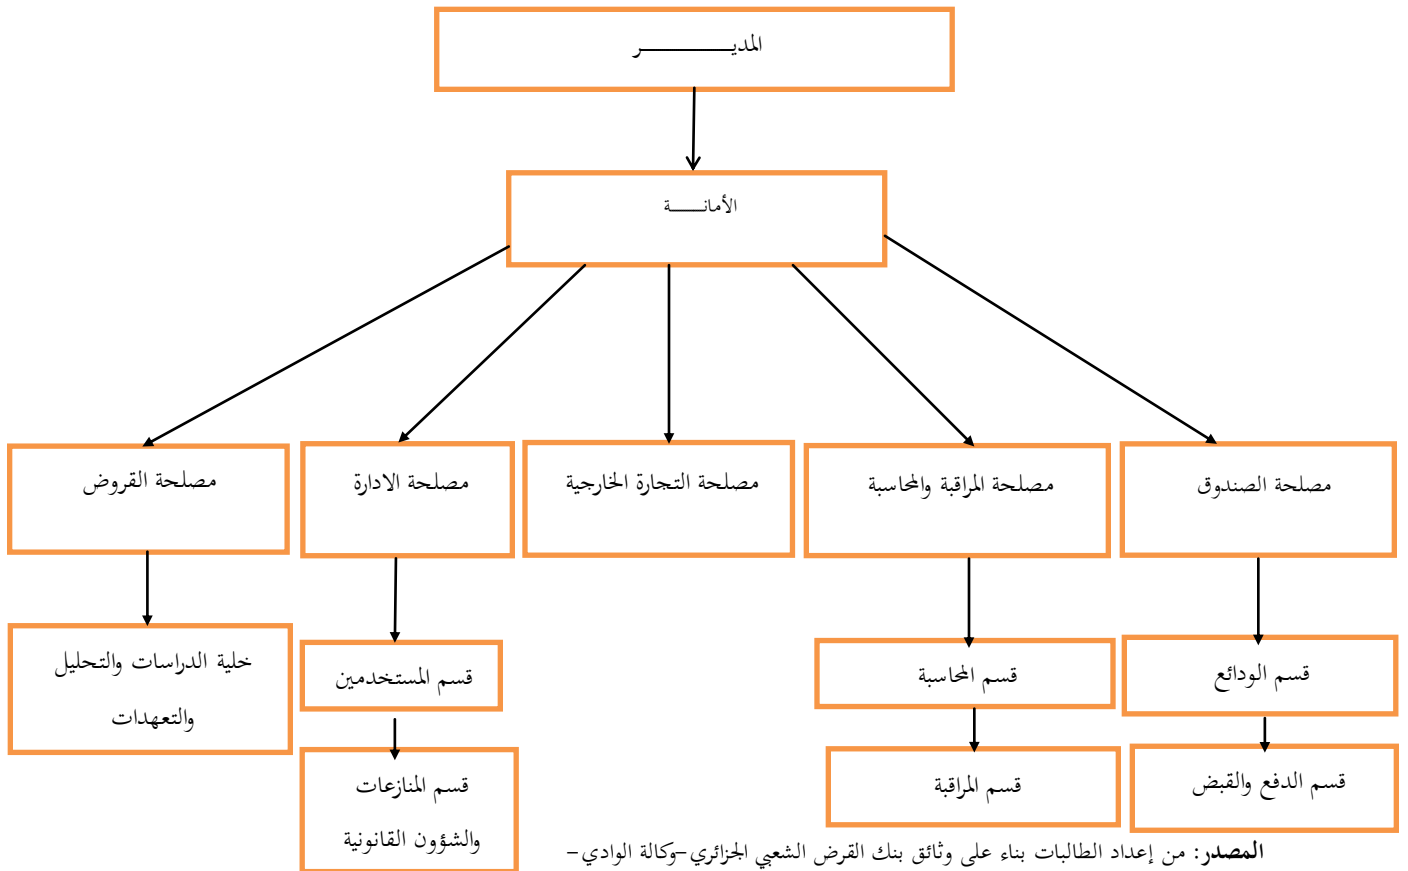 المديــــــــــــر
الأمانـــــة
مصلحة الصندوق
مصلحة المراقبة والمحاسبة
مصلحة التجارة الخارجية
مصلحة الادارة
مصلحة القروض
قسم الودائع
قسم المحاسبة
قسم المستخدمين
خلية الدراسات والتحليل
والتعهدات
قسم الدفع والقبض
قسم المراقبة
قسم المنازعات
والشؤون القانونية
المصدر: من إعداد الطالبات بناء على وثائق بنك القرض الشعبي الجزائري–وكالة الوادي–